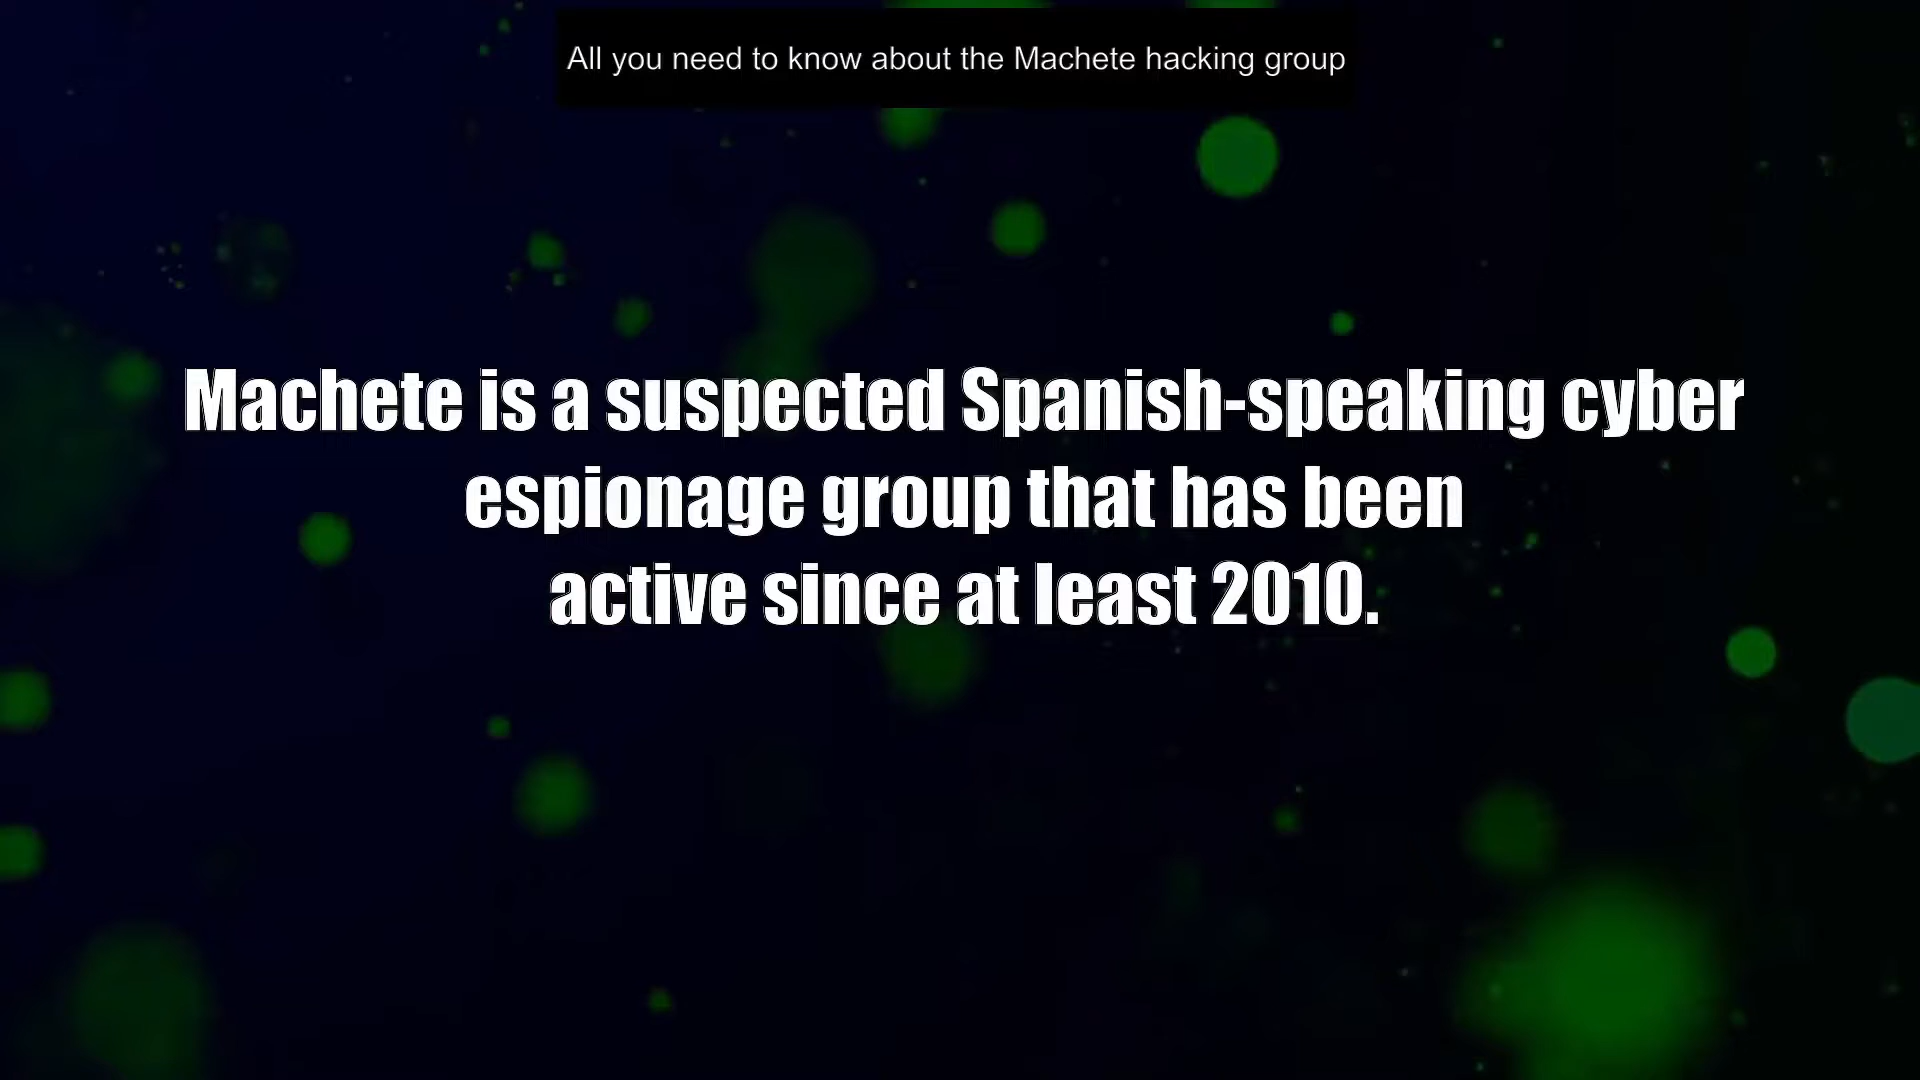 All you need to know about the Machete hacking group
Machete is a suspected Spanish-speaking cyber
espionage group that has been
active since at least 2010.